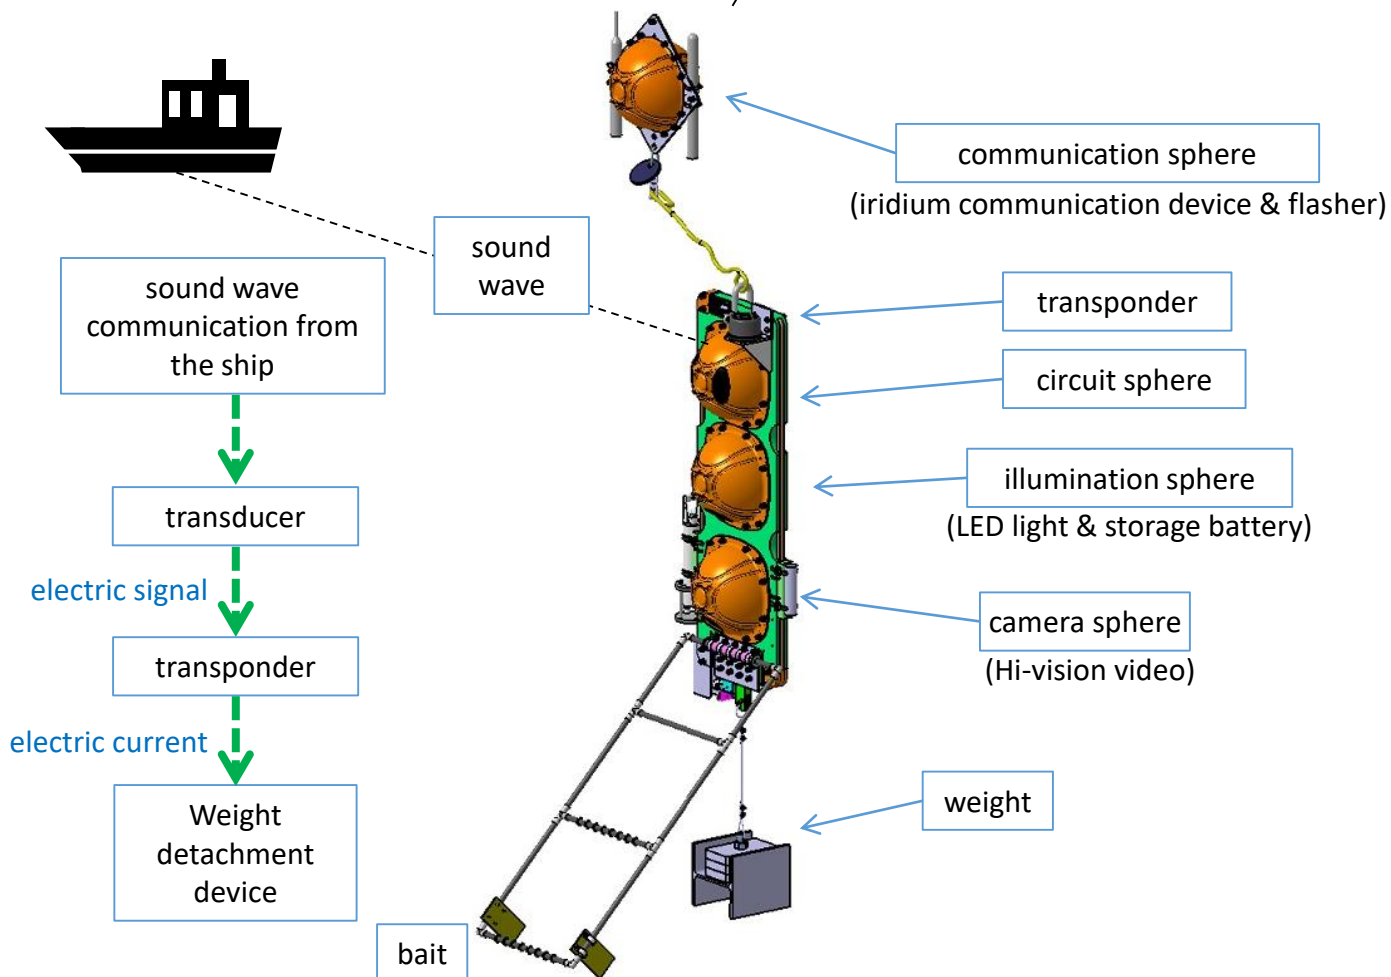 communication sphere
(iridium communication device & flasher)
sound
wave
sound wave
communication from
the ship
transponder
circuit sphere
illumination sphere
(LED light & storage battery)
transducer
electric signal
camera sphere
(Hi-vision video)
transponder
electric current
weight
Weight
detachment
device
bait